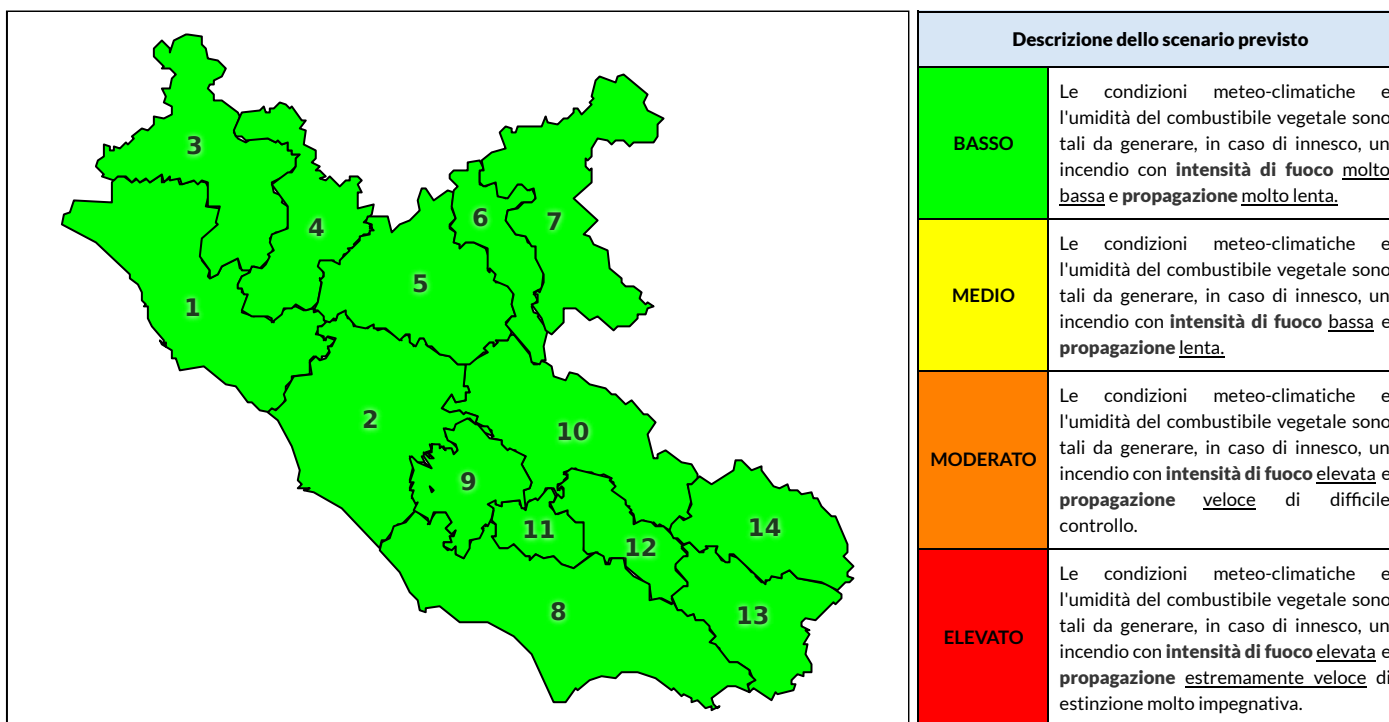 3
6
7
4
5
1
2
10
9
14
11
12
8
13
Descrizione dello scenario previsto
BASSO
Le condizioni meteo-climatiche e
l'umidità del combustibile vegetale sono
tali da generare, in caso di innesco, un
incendio con intensità di fuoco molto
bassa e propagazione molto lenta.
MEDIO
Le condizioni meteo-climatiche e
l'umidità del combustibile vegetale sono
tali da generare, in caso di innesco, un
incendio con intensità di fuoco bassa e
propagazione lenta.
MODERATO
Le condizioni meteo-climatiche e
l'umidità del combustibile vegetale sono
tali da generare, in caso di innesco, un
incendio con intensità di fuoco elevata e
propagazione veloce di difficile
controllo.
ELEVATO
Le condizioni meteo-climatiche e
l'umidità del combustibile vegetale sono
tali da generare, in caso di innesco, un
incendio con intensità di fuoco elevata e
propagazione estremamente veloce di
estinzione molto impegnativa.